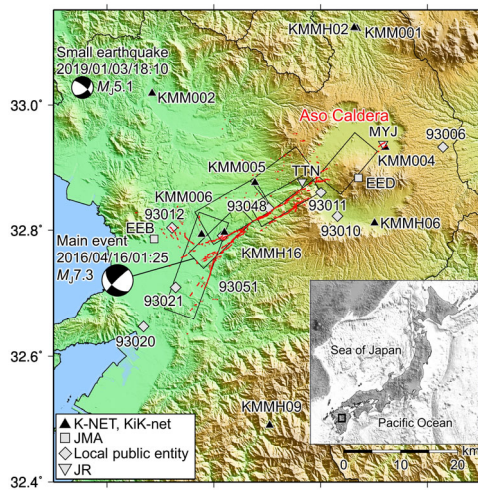 KMMH02
KMM001
Small earthquake
2019/01/03/18:10
MJ5.1
33.0°
KMM002
Aso Caldera
MYJ
93006
KMM005
TTN
KMM004
KMM006
93048
EED
93012
93011
EEB
93010
KMMH06
32.8°
Main event
2016/04/16/01:25
MJ7.3
KMMH16
93021
93051
93020
32.6°
Sea of Japan
Pacific Ocean
KMMH09
K-NET, KiK-net
JMA
Local public entity
JR
20
km
32.4°